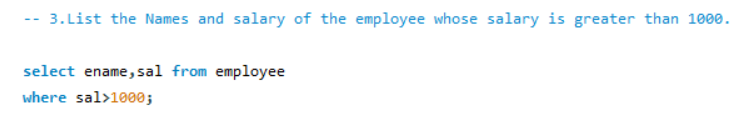 -- 3.List the Names and salary of the employee whose salary is greater than 1000.
select ename,sal from employee
where sal>1000;